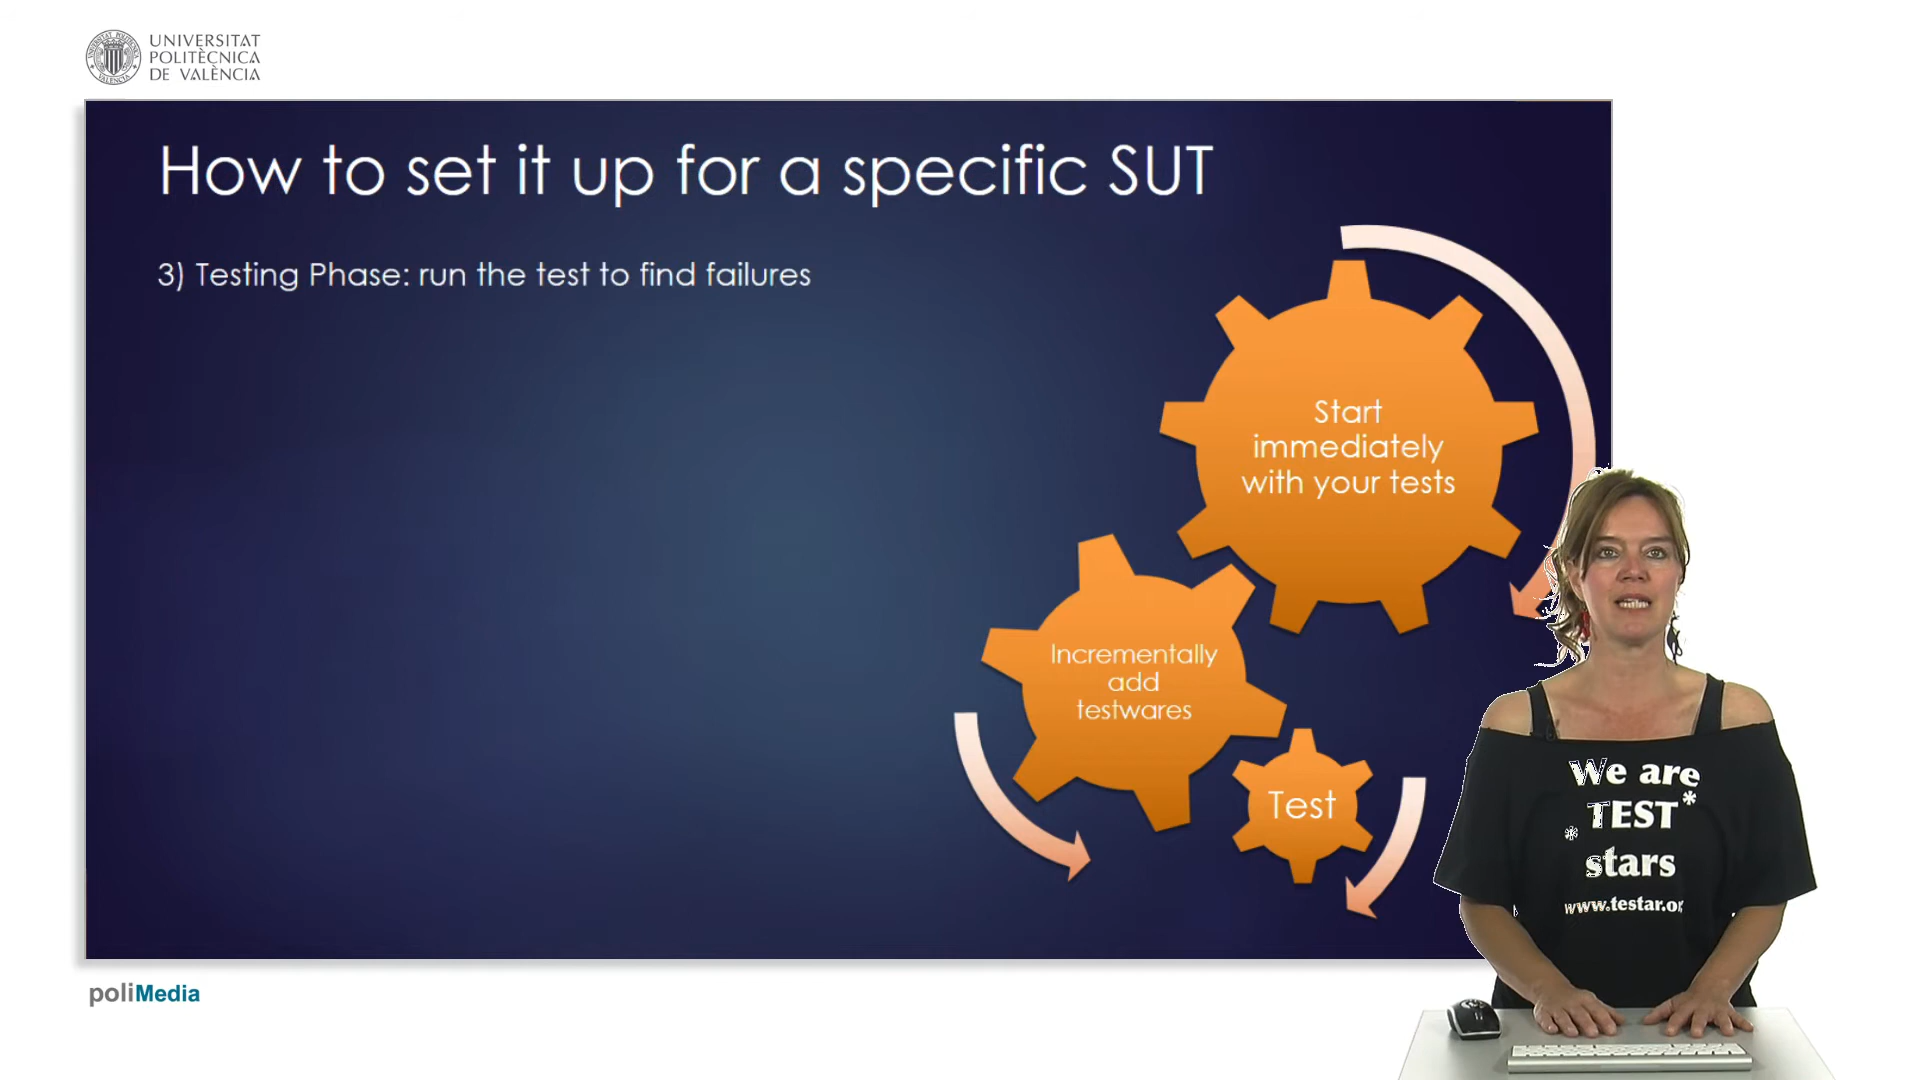 UNIVERSITAT
POLITÈCNICA
DE VALÈNCIA
How to set it up for a specific SUT
3) Testing Phase: run the test to find failures
Start
immediately
with your tests
Incrementally
add
testwares
Test
We are
* TEST *
stars
www.testar.or
poliMedia